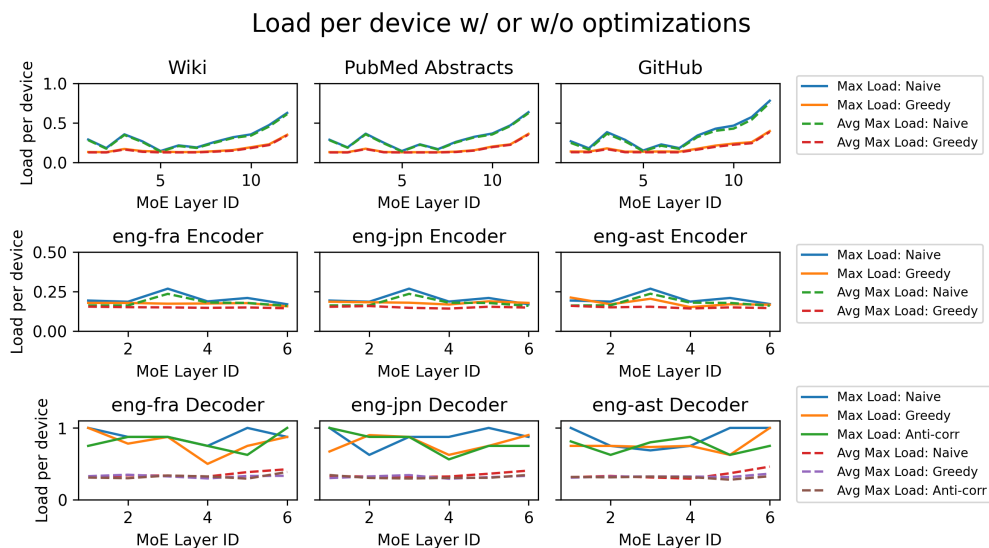 Load per device w/ or w/o optimizations
Wiki
PubMed Abstracts
GitHub
Load per device
1.0
0.5
0.0
5
10
MoE Layer ID
5
10
MoE Layer ID
5
10
MoE Layer ID
Max Load: Naive
Max Load: Greedy
Avg Max Load: Naive
Avg Max Load: Greedy
eng-fra Encoder
eng-jpn Encoder
eng-ast Encoder
Load per device
0.50
0.25
0.00
2
4
6
MoE Layer ID
2
4
6
MoE Layer ID
2
4
6
MoE Layer ID
Max Load: Naive
Max Load: Greedy
Avg Max Load: Naive
Avg Max Load: Greedy
eng-fra Decoder
eng-jpn Decoder
eng-ast Decoder
Load per device
1
0
2
4
6
MoE Layer ID
2
4
6
MoE Layer ID
2
4
6
MoE Layer ID
Max Load: Naive
Max Load: Greedy
Max Load: Anti-corr
Avg Max Load: Naive
Avg Max Load: Greedy
Avg Max Load: Anti-corr